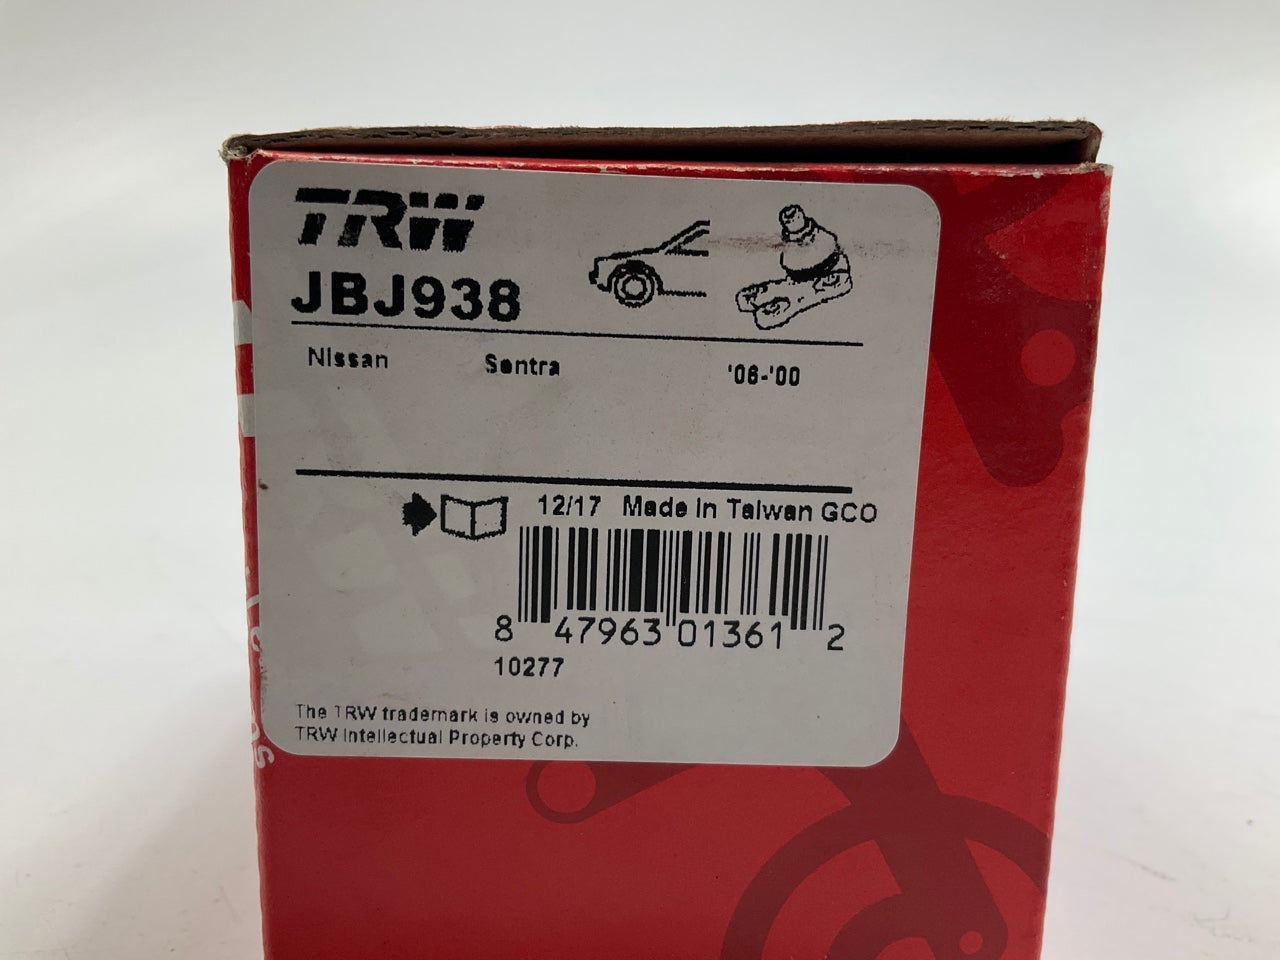 TRW
JBJ938
Nissan Sentra '06-'00
12/17 Made in Taiwan GCO
8 47963 01361 2
10277
The TRW trademark is owned by
TRW Intellectual Property Corp.